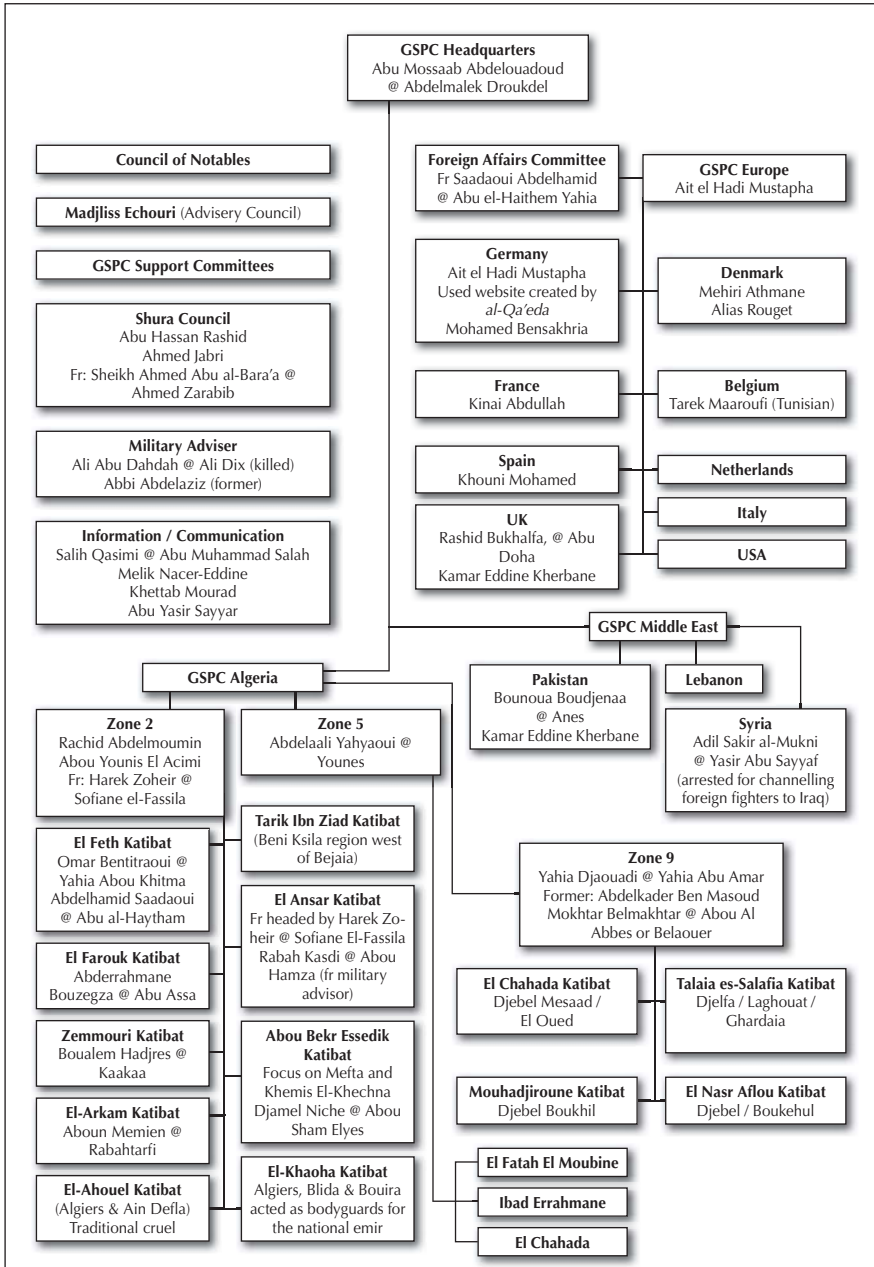 GSPC Headquarters
Abu Mossaab Abdelouadoud
@ Abdelmalek Droukdel
Council of Notables
Madjliss Echouri (Advisery Council)
GSPC Support Committees
Shura Council
Abu Hassan Rashid
Ahmed Jabri
Fr: Sheikh Ahmed Abu al-Bara'a @
Ahmed Zarabib
Military Adviser
Ali Abu Dahdah @ Ali Dix (killed)
Abbi Abdelaziz (former)
Information / Communication
Salih Qasimi @ Abu Muhammad Salah
Melik Nacer-Eddine
Khettab Mourad
Abu Yasir Sayyar
Foreign Affairs Committee
Fr Saadaoui Abdelhamid
@ Abu el-Haithem Yahia
GSPC Europe
Ait el Hadi Mustapha
Germany
Ait el Hadi Mustapha
Used website created by
al-Qa'eda
Mohamed Bensakhria
Denmark
Mehiri Athmane
Alias Rouget
France
Kinai Abdullah
Belgium
Tarek Maaroufi (Tunisian)
Spain
Khouni Mohamed
Netherlands
Italy
UK
Rashid Bukhalfa, @ Abu
Doha
Kamar Eddine Kherbane
USA
GSPC Middle East
Pakistan
Bounoua Boudjenaa
@ Anes
Kamar Eddine Kherbane
Lebanon
Syria
Adil Sakir al-Mukni
@ Yasir Abu Sayyaf
(arrested for channelling
foreign fighters to Iraq)
GSPC Algeria
Zone 2
Rachid Abdelmoumin
Abou Younis El Acimi
Fr: Harek Zoheir @
Sofiane el-Fassila
Zone 5
Abdelaali Yahyaoui @
Younes
El Feth Katibat
Omar Bentitraoui @
Yahia Abou Khitma
Abdelhamid Saadaoui
@ Abu al-Haytham
Tarik Ibn Ziad Katibat
(Beni Ksila region west
of Bejaia)
El Ansar Katibat
Fr headed by Harek Zo-
heir @ Sofiane El-Fassila
Rabah Kasdi @ Abou
Hamza (fr military
advisor)
El Farouk Katibat
Abderrahmane
Bouzegza @ Abu Assa
Zemmouri Katibat
Boualem Hadjres @
Kaakaa
Abou Bekr Essedik
Katibat
Focus on Mefta and
Khemis El-Khechna
Djamel Niche @ Abou
Sham Elyes
El-Arkam Katibat
Aboun Memien @
Rabahtarfi
El-Ahouel Katibat
(Algiers & Ain Defla)
Traditional cruel
El-Khaoha Katibat
Algiers, Blida & Bouira
acted as bodyguards for
the national emir
Zone 9
Yahia Djaouadi @ Yahia Abu Amar
Former: Abdelkader Ben Masoud
Mokhtar Belmakhtar @ Abou Al
Abbes or Belaouer
El Chahada Katibat
Djebel Mesaad /
El Oued
Talaia es-Salafia Katibat
Djelfa / Laghouat /
Ghardaia
Mouhadjiroune Katibat
Djebel Boukhil
El Nasr Aflou Katibat
Djebel / Boukehul
El Fatah El Moubine
Ibad Errahmane
El Chahada